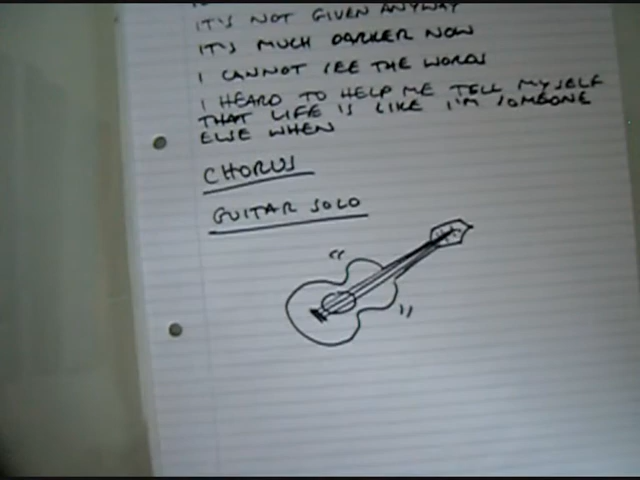 IT'S NOT GIVEN ANYWAY
IT'S MUCH DARKER NOW
I CANNOT SEE THE WORDS
I HEARD TO HELP ME TELL MYSELF
THAT LIFE IS LIKE I'M SOMEONE
ELSE WHEN
CHORUS
GUITAR SOLO